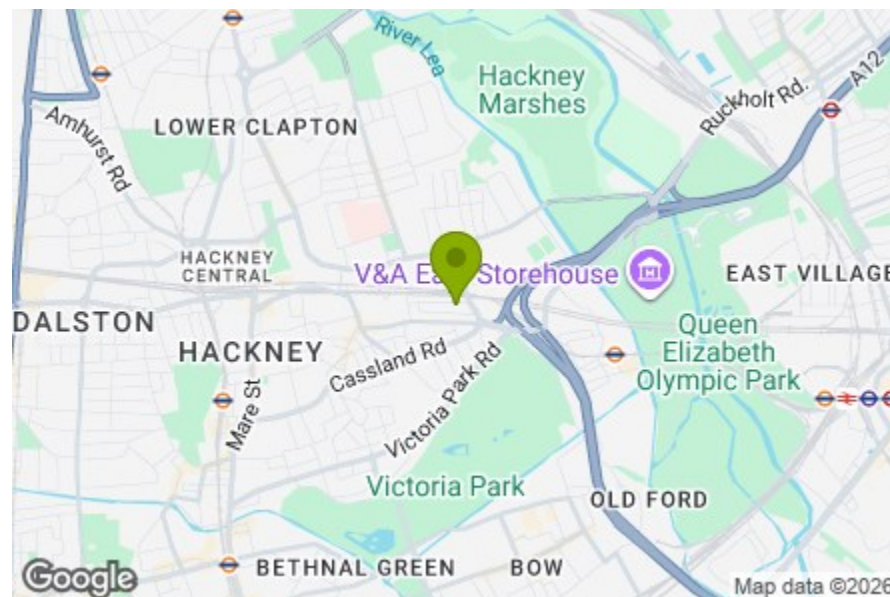 River Lea
Hackney
Marshes
Ruckholt Rd.
A12
Amhurst Rd
LOWER CLAPTON
HACKNEY
CENTRAL
V&A Ea
Storehouse
EAST VILLAGE
DALSTON
HACKNEY
Cassland Rd
Queen
Elizabeth
Olympic Park
Mare St
Victoria Park Rd
Victoria Park
OLD FORD
BETHNAL GREEN
BOW
Google
Map data ©2026